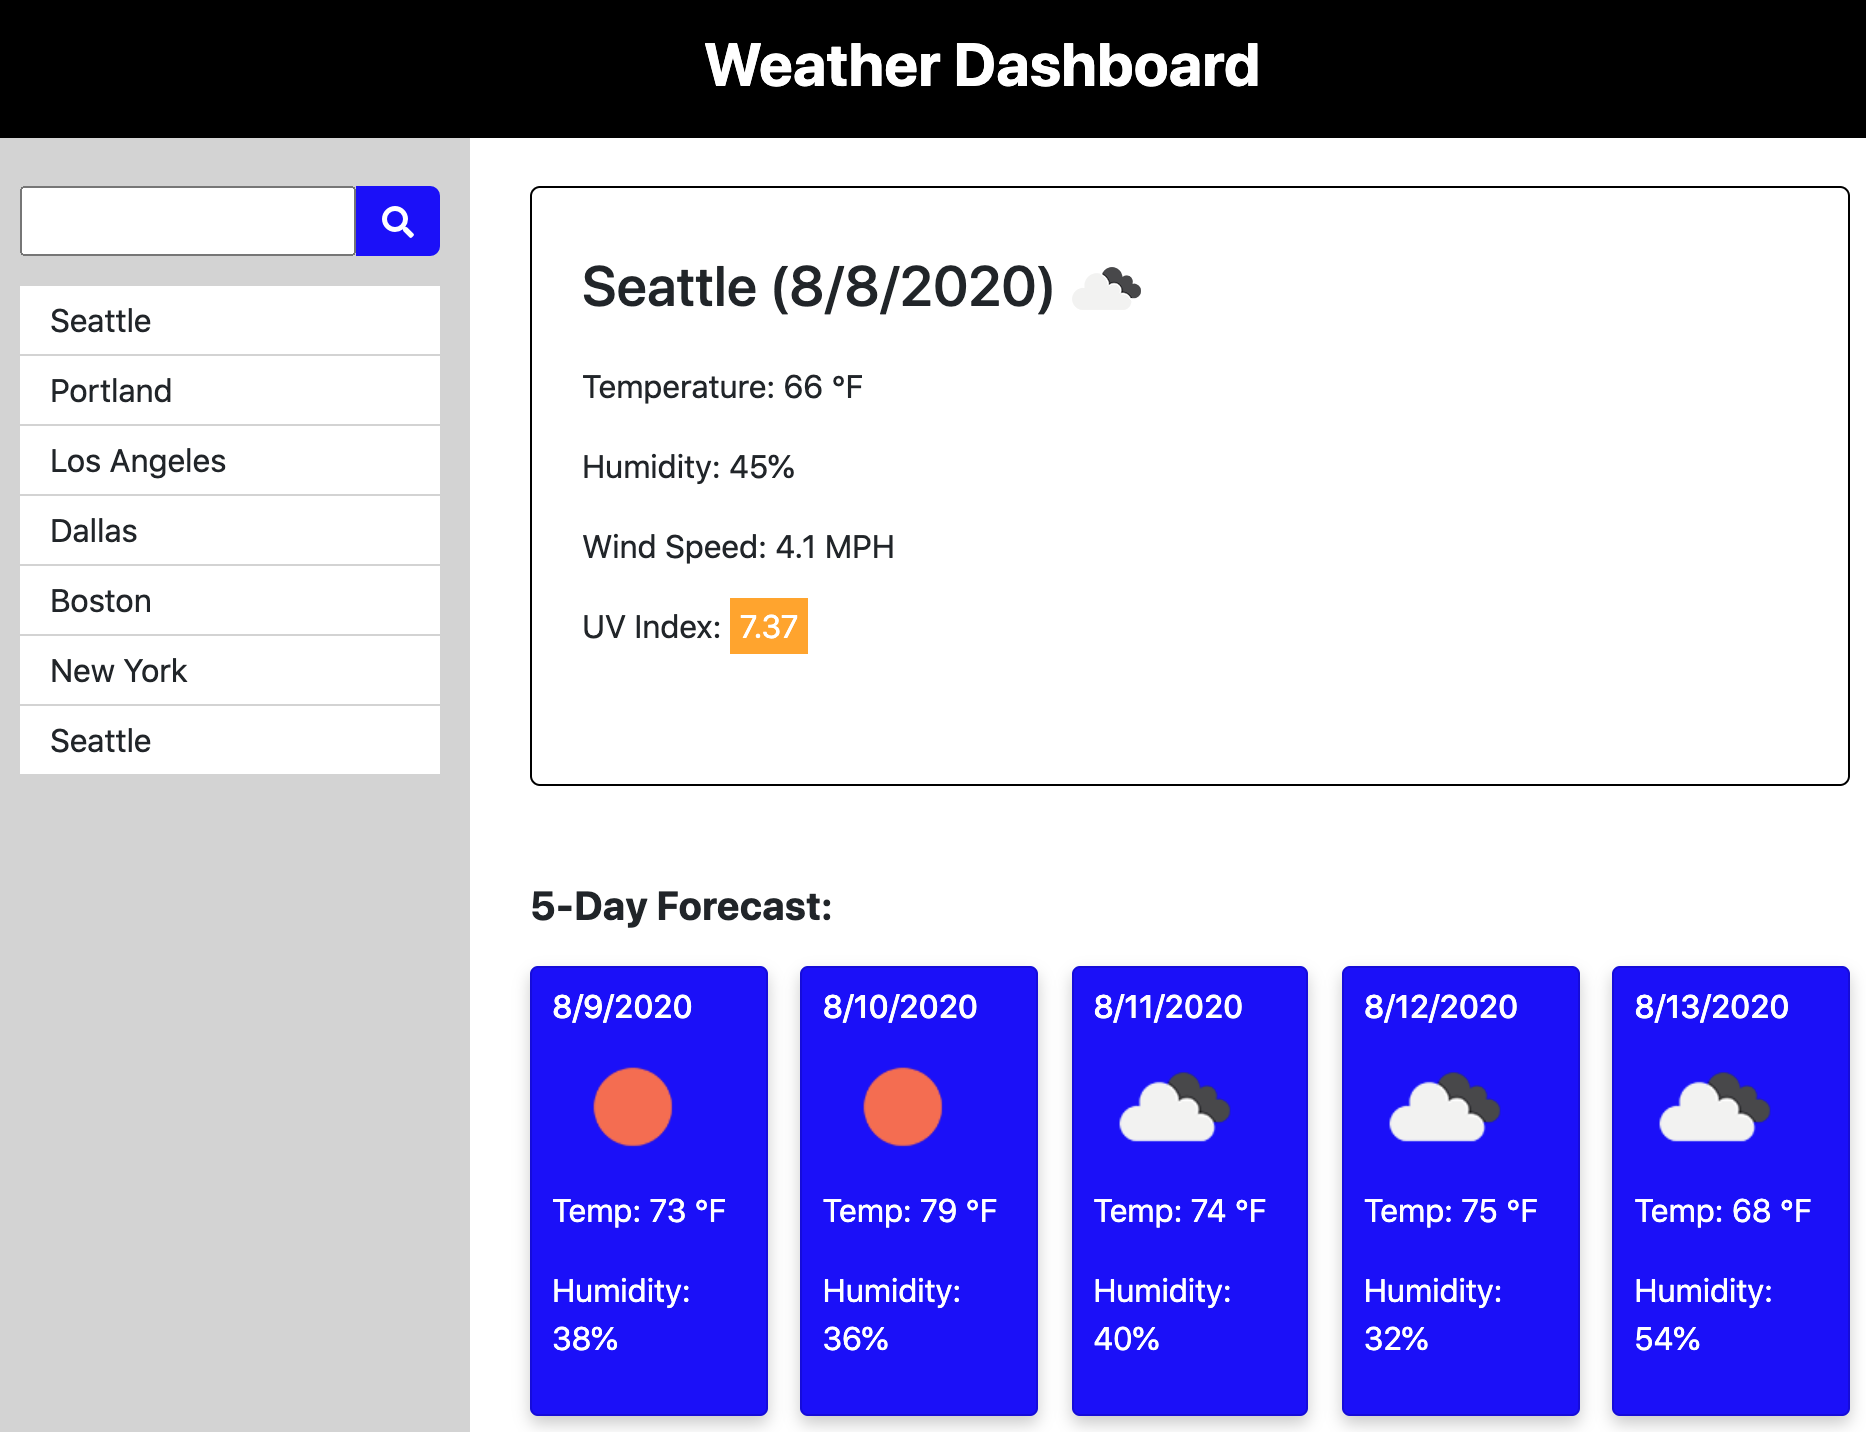 Weather Dashboard
Seattle
Portland
Los Angeles
Dallas
Boston
New York
Seattle
Seattle (8/8/2020)
Temperature: 66 °F
Humidity: 45%
Wind Speed: 4.1 MPH
UV Index: 7.37
5-Day Forecast:
8/9/2020
Temp: 73 °F
Humidity:
38%
8/10/2020
Temp: 79 °F
Humidity:
36%
8/11/2020
Temp: 74 °F
Humidity:
40%
8/12/2020
Temp: 75 °F
Humidity:
32%
8/13/2020
Temp: 68 °F
Humidity:
54%